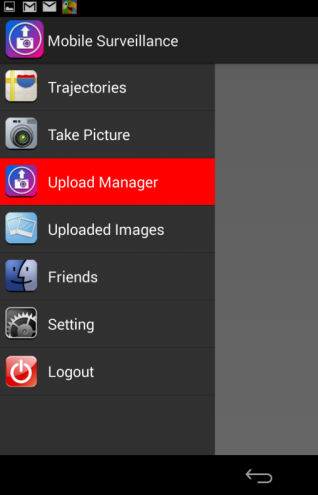 Mobile Surveillance
Trajectories
Take Picture
Upload Manager
Uploaded Images
Friends
Setting
Logout